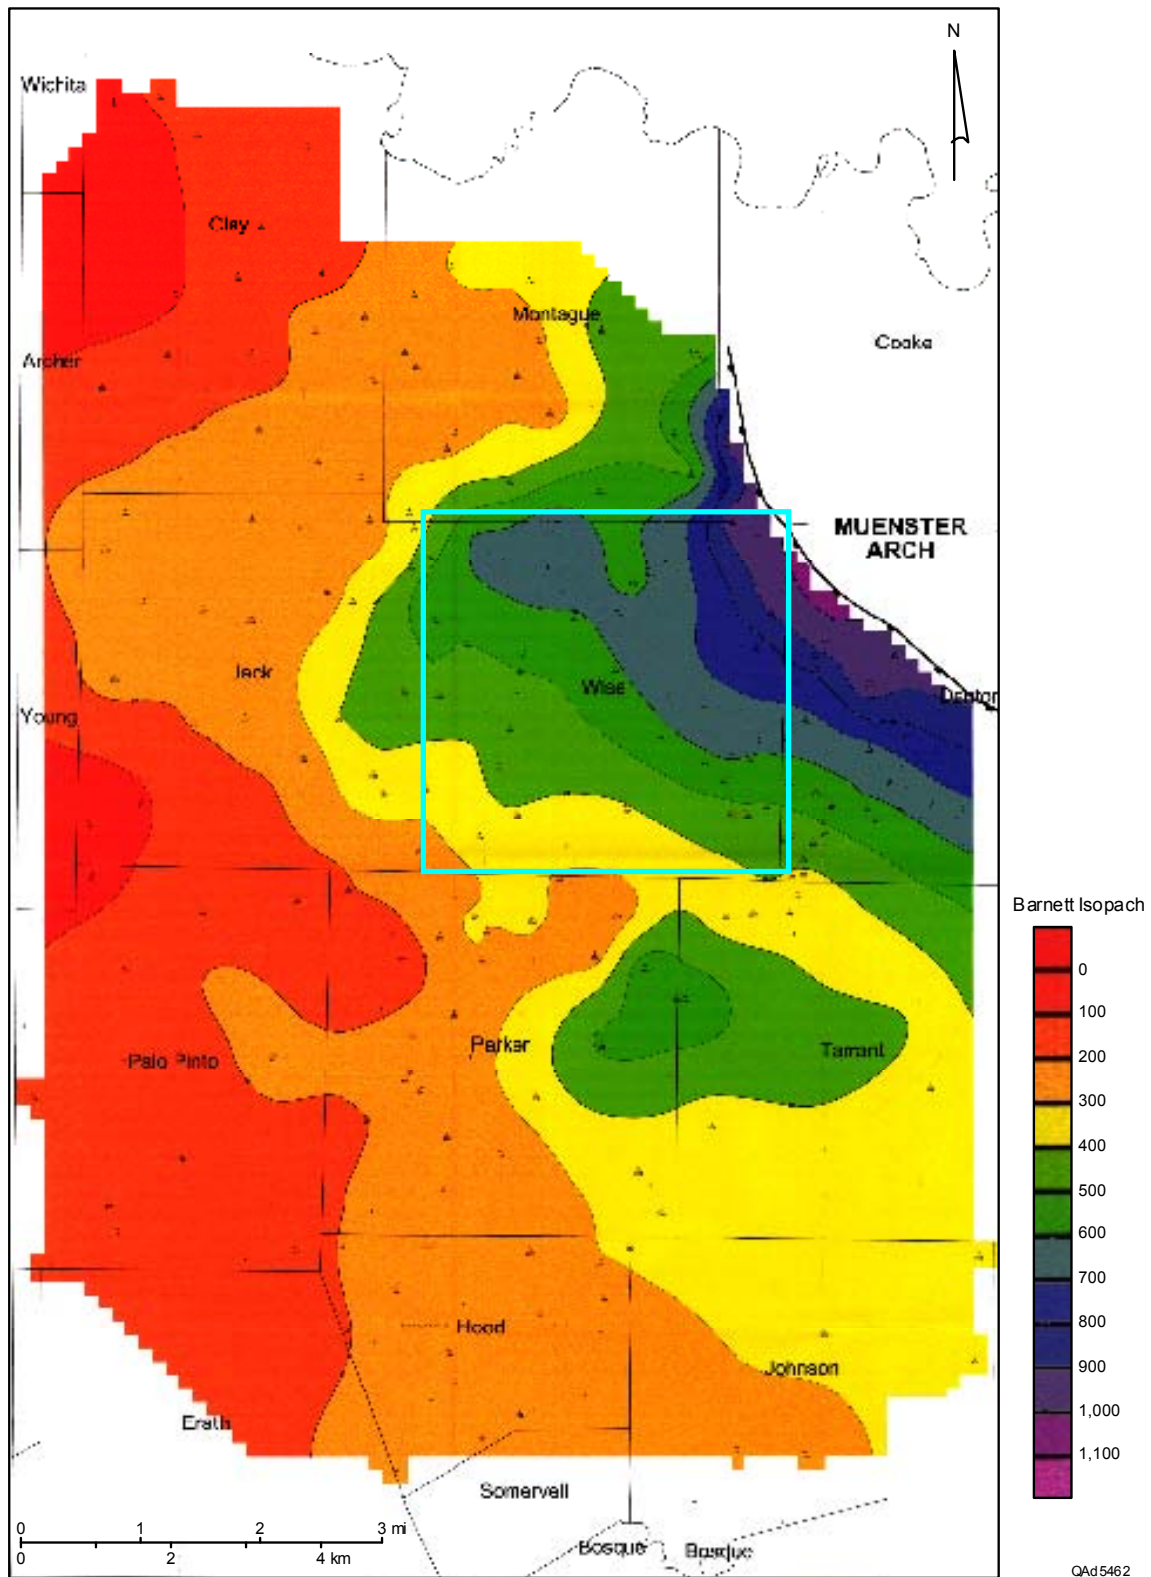 N
Wichita
Clay
Montague
Cooke
Archer
MUENSTER
ARCH
Jack
Wise
Denton
Young
Barnett Isopach
0
100
200
300
400
500
600
700
800
900
1,000
1,100
Palo Pinto
Parker
Tarrant
Hood
Johnson
Erath
Somervell
Bosque
Bosque
0 1 2 3 mi
0 2 4 km
QAd5462